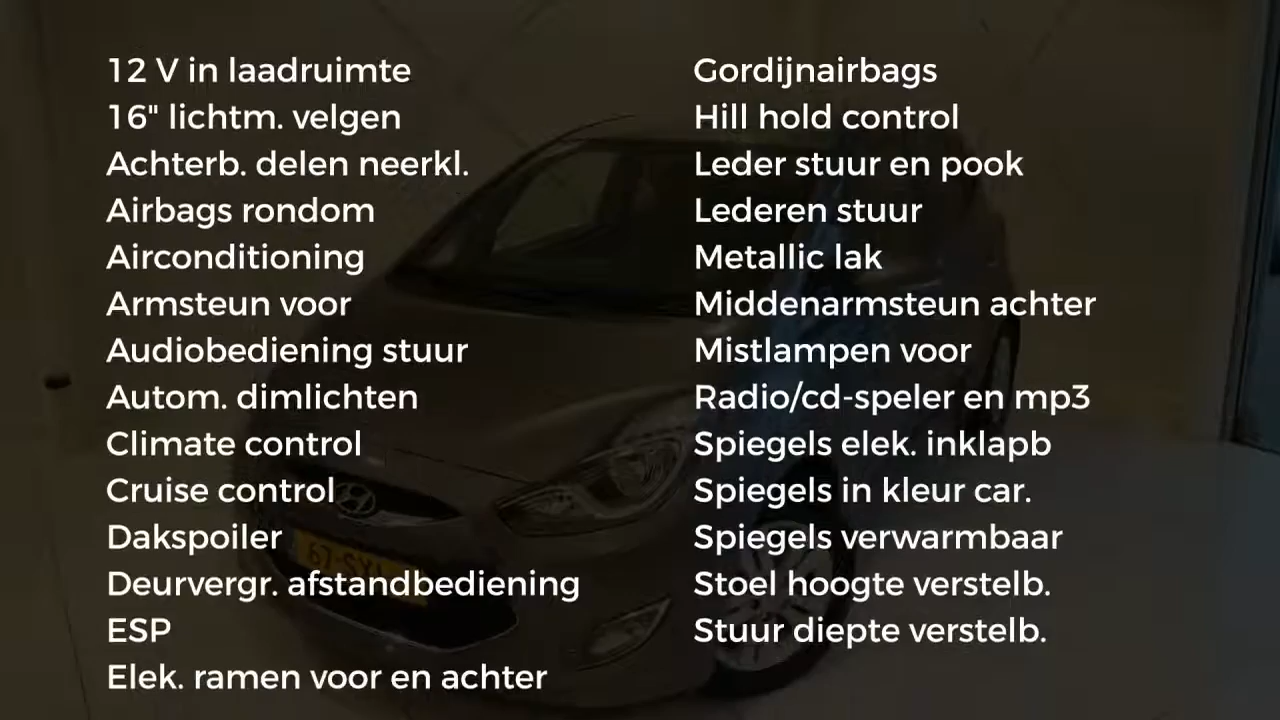 12 V in laadruimte
16" lichtm. velgen
Achterb. delen neerkl.
Airbags rondom
Airconditioning
Armsteun voor
Audiobediening stuur
Autom. dimlichten
Climate control
Cruise control
Dakspoiler
Deurvergr. afstandbediening
ESP
Elek. ramen voor en achter
Gordijnairbags
Hill hold control
Leder stuur en pook
Lederen stuur
Metallic lak
Middenarmsteun achter
Mistlampen voor
Radio/cd-speler en mp3
Spiegels elek. inklapb
Spiegels in kleur car.
Spiegels verwarmbaar
Stoel hoogte verstelb.
Stuur diepte verstelb.